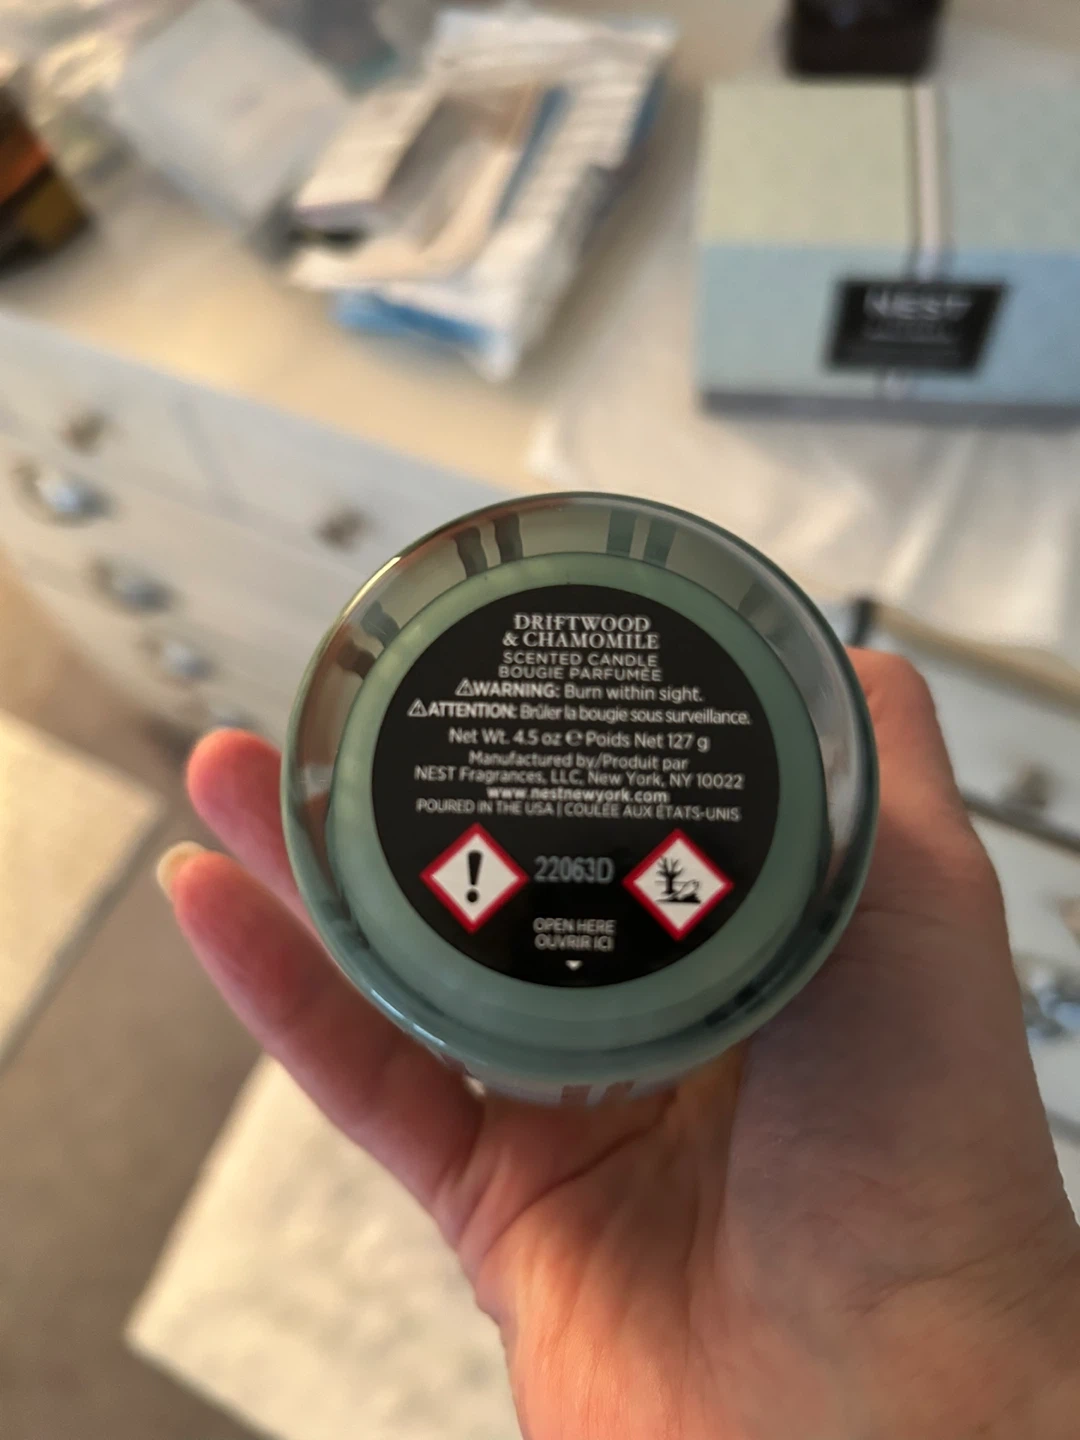 NEST
DRIFTWOOD
& CHAMOMILE
SCENTED CANDLE
BOUGIE PARFUMÉE
⚠WARNING: Burn within sight.
⚠ATTENTION: Brûler la bougie sous surveillance.
Net Wt. 4.5 oz ℮ Poids Net 127 g
Manufactured by/Produit par
NEST Fragrances, LLC, New York, NY 10022
www.nestnewyork.com
POURED IN THE USA | COULÉE AUX ÉTATS-UNIS
22063D
OPEN HERE
OUVRIR ICI